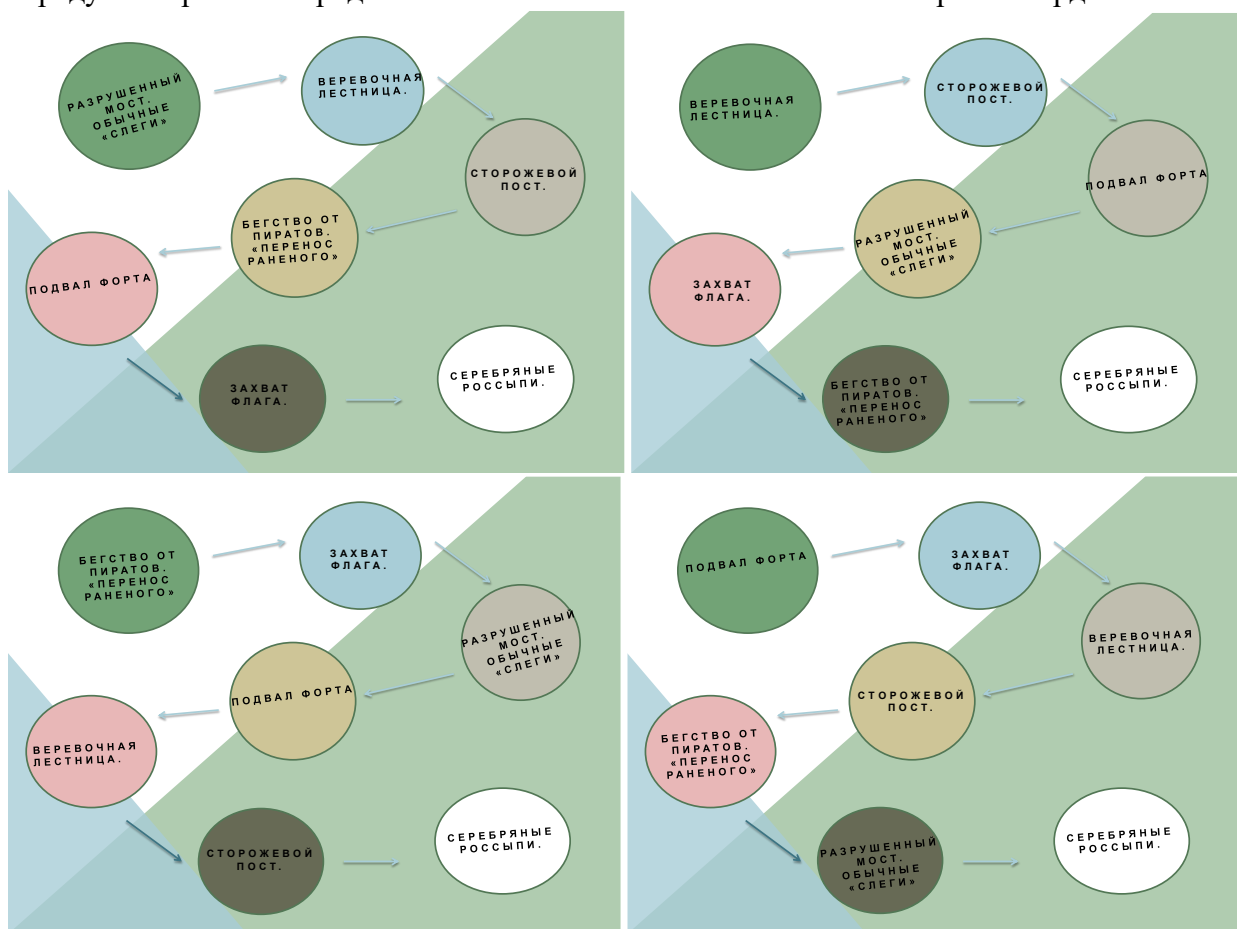 РАЗРУШЕННЫЙ
МОСТ.
ОБЫЧНЫЕ
«СЛЕГИ»
ВЕРЕВОЧНАЯ
ЛЕСТНИЦА.
СТОРОЖЕВОЙ
ПОСТ.
БЕГСТВО ОТ
ПИРАТОВ.
«ПЕРЕНОС
РАНЕНОГО»
ПОДВАЛ ФОРТА
ЗАХВАТ
ФЛАГА.
СЕРЕБРЯНЫЕ
РОССЫПИ.
ВЕРЕВОЧНАЯ
ЛЕСТНИЦА.
СТОРОЖЕВОЙ
ПОСТ.
ПОДВАЛ ФОРТА
РАЗРУШЕННЫЙ
МОСТ.
ОБЫЧНЫЕ
«СЛЕГИ»
ЗАХВАТ
ФЛАГА.
БЕГСТВО ОТ
ПИРАТОВ.
«ПЕРЕНОС
РАНЕНОГО»
СЕРЕБРЯНЫЕ
РОССЫПИ.
БЕГСТВО ОТ
ПИРАТОВ.
«ПЕРЕНОС
РАНЕНОГО»
ЗАХВАТ
ФЛАГА.
РАЗРУШЕННЫЙ
МОСТ.
ОБЫЧНЫЕ
«СЛЕГИ»
ПОДВАЛ ФОРТА
ВЕРЕВОЧНАЯ
ЛЕСТНИЦА.
СТОРОЖЕВОЙ
ПОСТ.
СЕРЕБРЯНЫЕ
РОССЫПИ.
ПОДВАЛ ФОРТА
ЗАХВАТ
ФЛАГА.
ВЕРЕВОЧНАЯ
ЛЕСТНИЦА.
СТОРОЖЕВОЙ
ПОСТ.
БЕГСТВО ОТ
ПИРАТОВ.
«ПЕРЕНОС
РАНЕНОГО»
РАЗРУШЕННЫЙ
МОСТ.
ОБЫЧНЫЕ
«СЛЕГИ»
СЕРЕБРЯНЫЕ
РОССЫПИ.